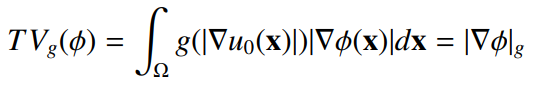 TV_g(ϕ) = ∫_Ω g(|∇u_0(𝐱)|)|∇ϕ(𝐱)|d𝐱 = |∇ϕ|_g